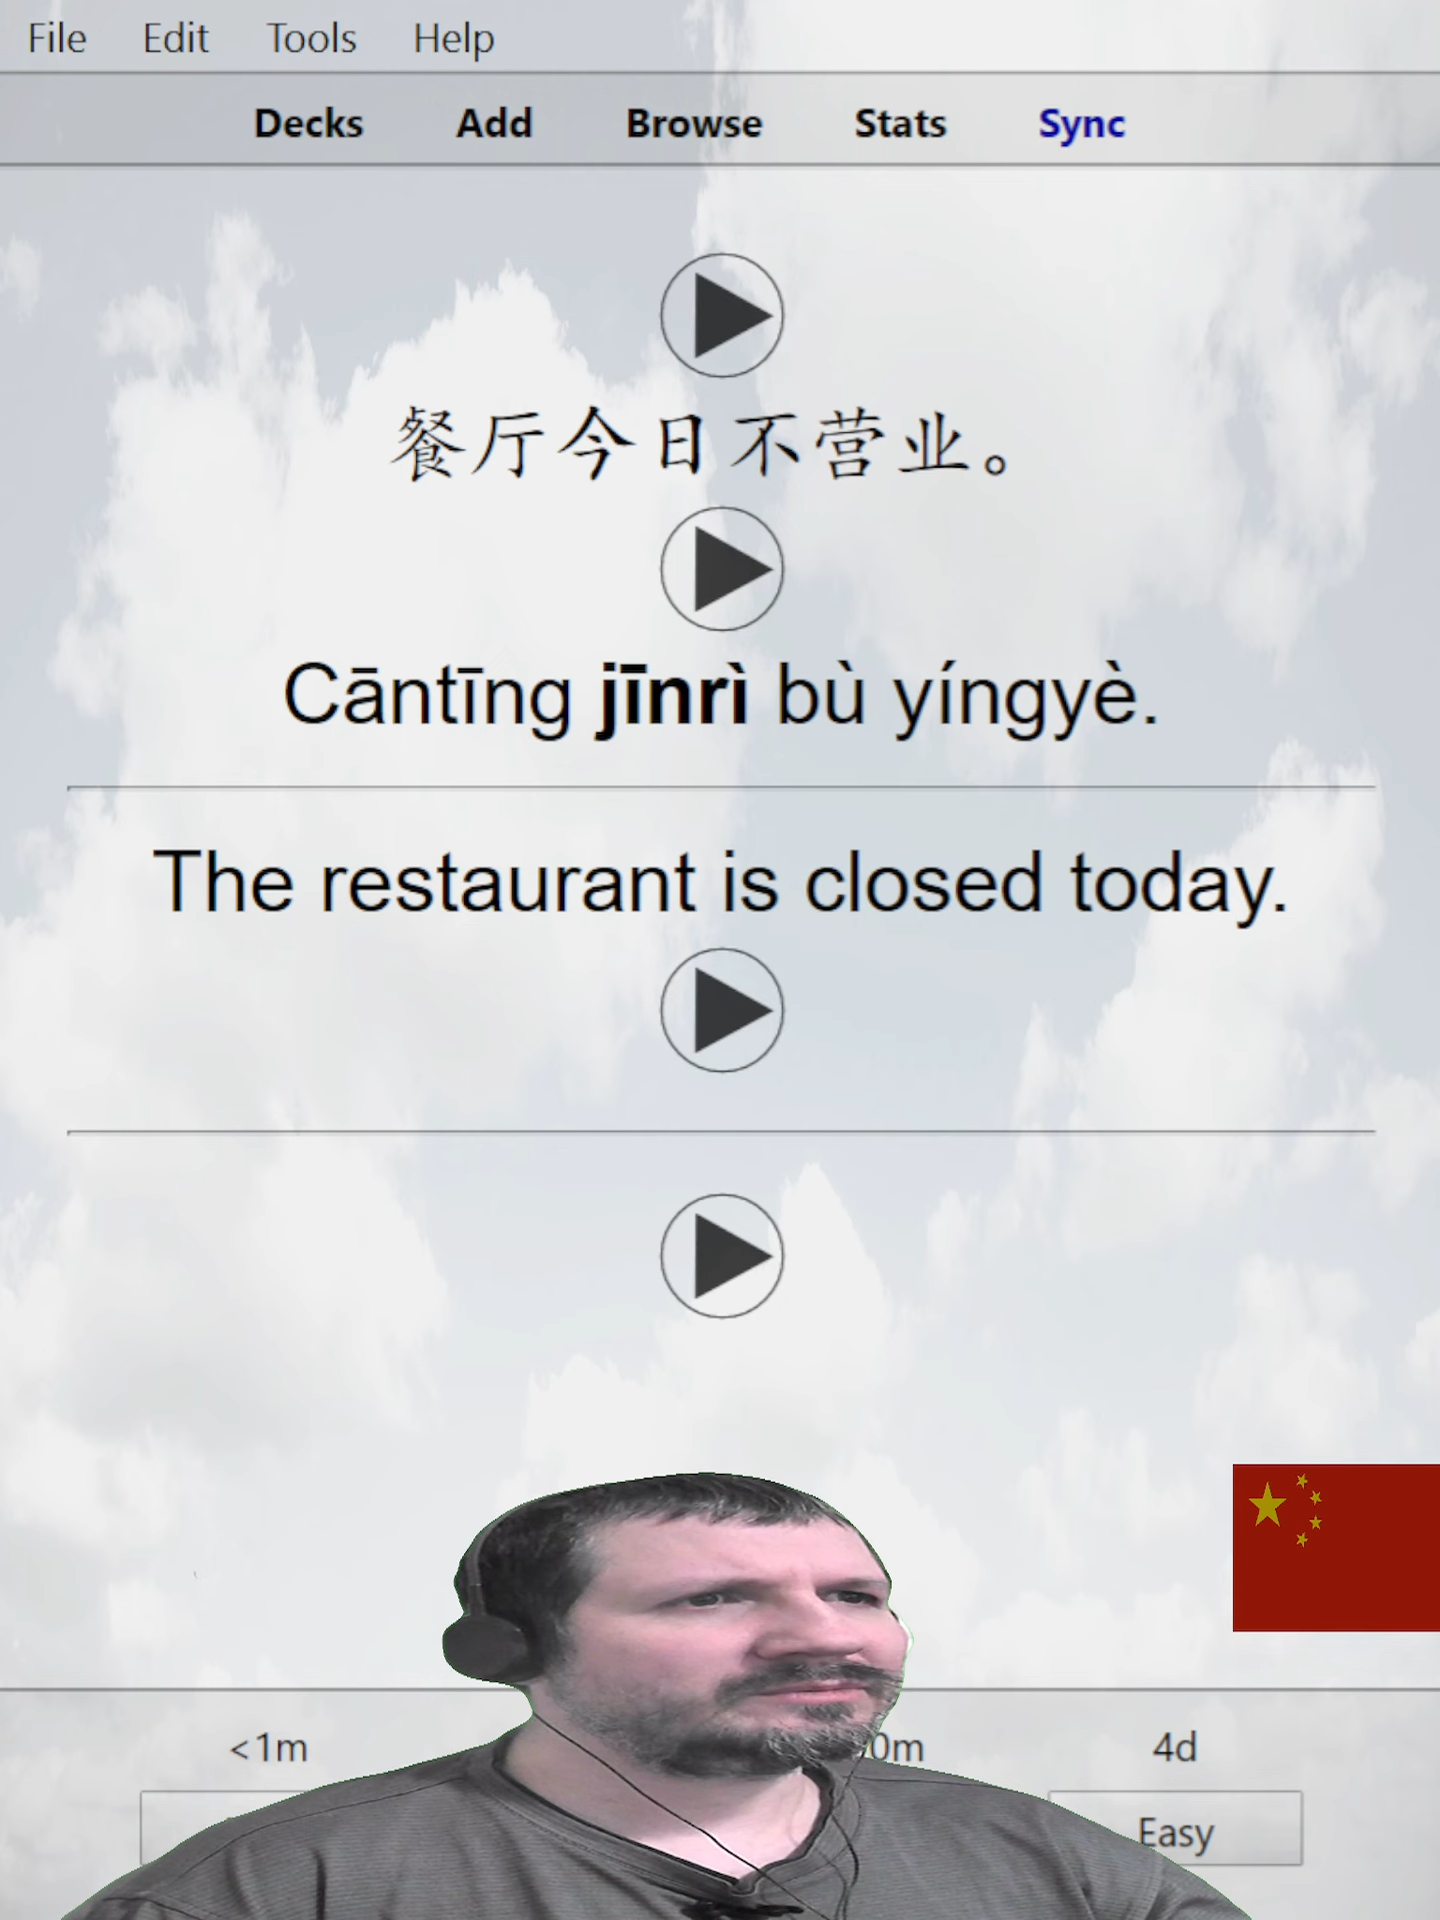 File Edit Tools Help
Decks Add Browse Stats Sync
餐厅今日不营业。
Cāntīng jīnrì bù yíngyè.
The restaurant is closed today.
<1m 4d
Easy